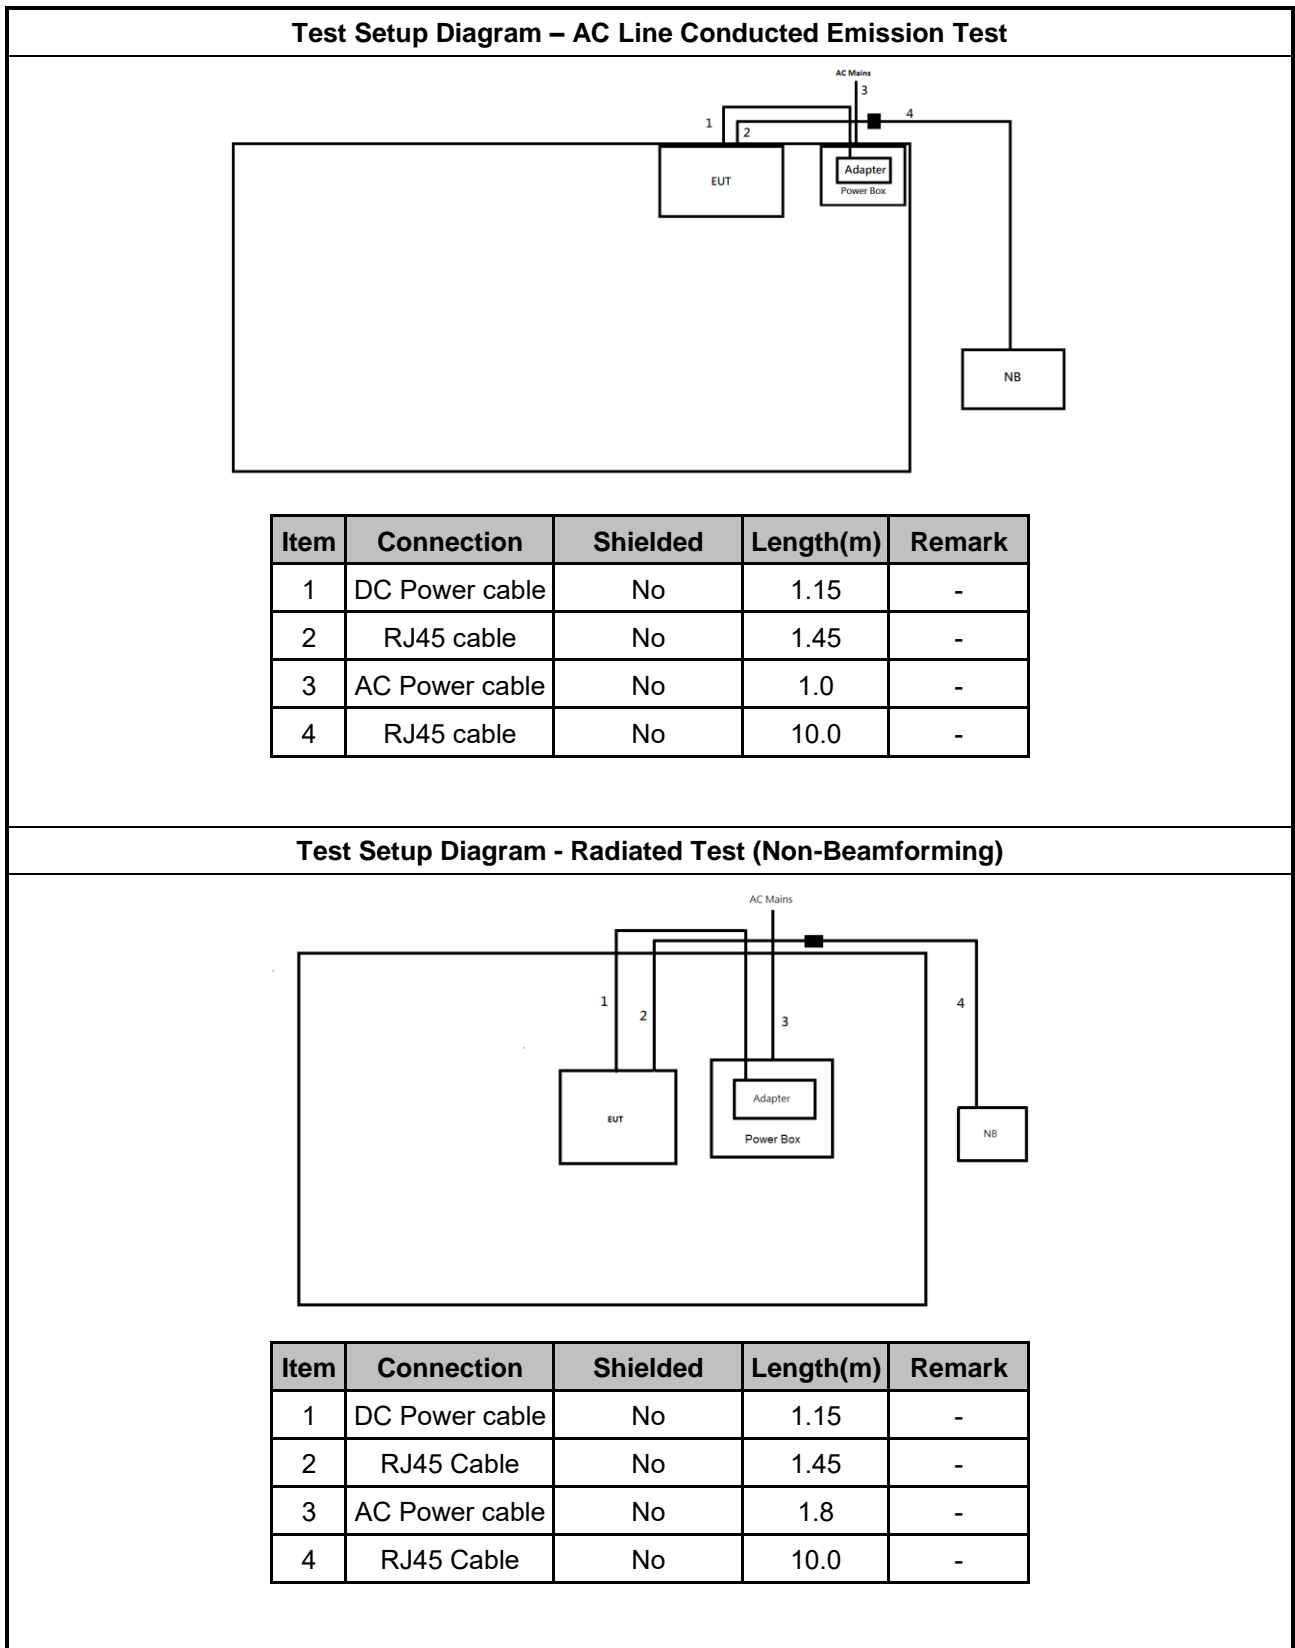 Test Setup Diagram – AC Line Conducted Emission Test
AC Mains
3
4
1
2
EUT
Adapter
Power Box
NB
Item Connection Shielded Length(m) Remark
1 DC Power cable No 1.15 -
2 RJ45 cable No 1.45 -
3 AC Power cable No 1.0 -
4 RJ45 cable No 10.0 -
Test Setup Diagram - Radiated Test (Non-Beamforming)
AC Mains
1
2
3
4
EUT
Adapter
Power Box
NB
Item Connection Shielded Length(m) Remark
1 DC Power cable No 1.15 -
2 RJ45 Cable No 1.45 -
3 AC Power cable No 1.8 -
4 RJ45 Cable No 10.0 -